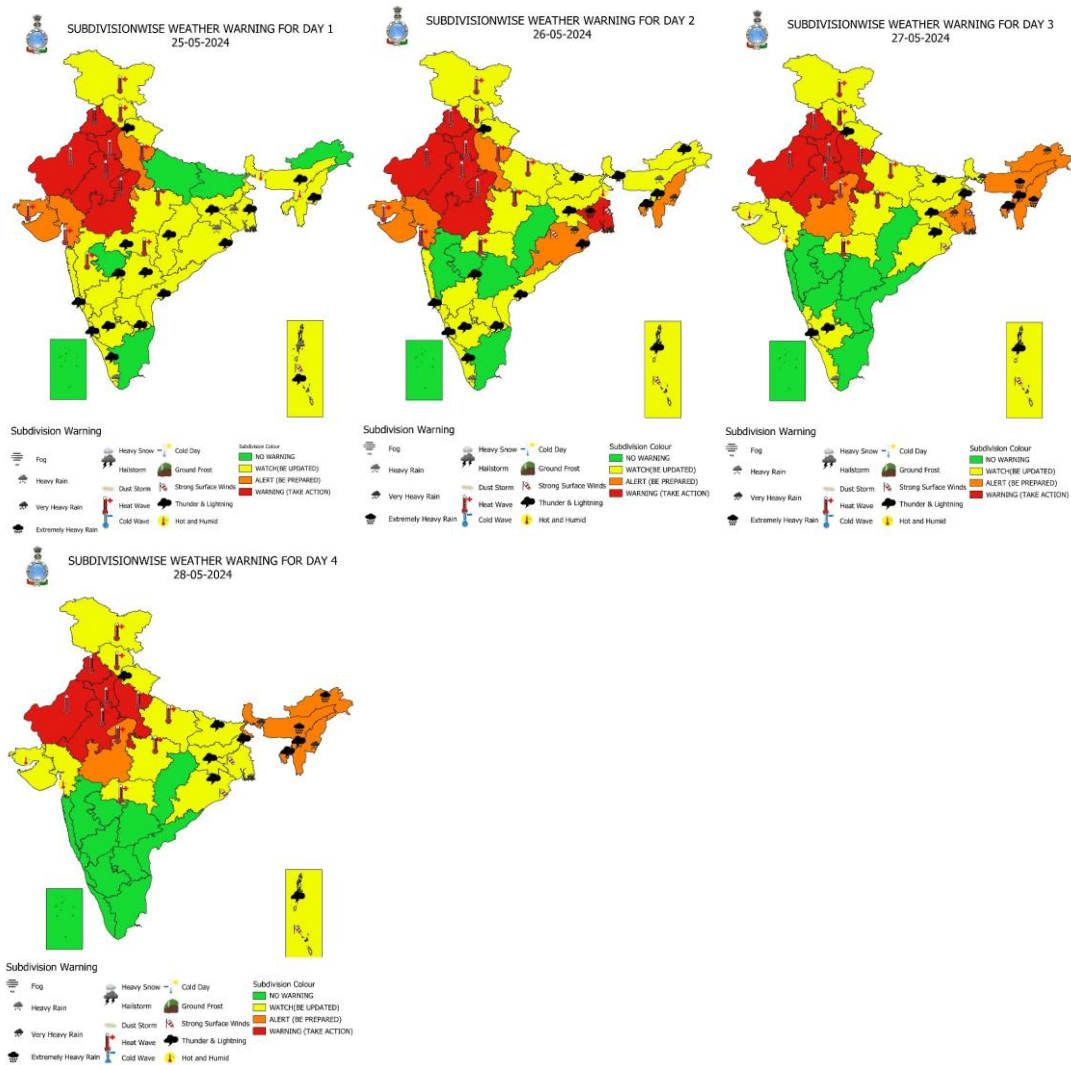 SUBDIVISIONWISE WEATHER WARNING FOR DAY 1
25-05-2024
Subdivision Warning
Fog
Heavy Rain
Very Heavy Rain
Extremely Heavy Rain
Heavy Snow
Hailstorm
Dust Storm
Heat Wave
Cold Wave
Cold Day
Ground Frost
Strong Surface Winds
Thunder & Lightning
Hot and Humid
Subdivision Colour
NO WARNING
WATCH(BE UPDATED)
ALERT (BE PREPARED)
WARNING (TAKE ACTION)
SUBDIVISIONWISE WEATHER WARNING FOR DAY 2
26-05-2024
Subdivision Warning
Fog
Heavy Rain
Very Heavy Rain
Extremely Heavy Rain
Heavy Snow
Hailstorm
Dust Storm
Heat Wave
Cold Wave
Cold Day
Ground Frost
Strong Surface Winds
Thunder & Lightning
Hot and Humid
Subdivision Colour
NO WARNING
WATCH(BE UPDATED)
ALERT (BE PREPARED)
WARNING (TAKE ACTION)
SUBDIVISIONWISE WEATHER WARNING FOR DAY 3
27-05-2024
Subdivision Warning
Fog
Heavy Rain
Very Heavy Rain
Extremely Heavy Rain
Heavy Snow
Hailstorm
Dust Storm
Heat Wave
Cold Wave
Cold Day
Ground Frost
Strong Surface Winds
Thunder & Lightning
Hot and Humid
Subdivision Colour
NO WARNING
WATCH(BE UPDATED)
ALERT (BE PREPARED)
WARNING (TAKE ACTION)
SUBDIVISIONWISE WEATHER WARNING FOR DAY 4
28-05-2024
Subdivision Warning
Fog
Heavy Rain
Very Heavy Rain
Extremely Heavy Rain
Heavy Snow
Hailstorm
Dust Storm
Heat Wave
Cold Wave
Cold Day
Ground Frost
Strong Surface Winds
Thunder & Lightning
Hot and Humid
Subdivision Colour
NO WARNING
WATCH(BE UPDATED)
ALERT (BE PREPARED)
WARNING (TAKE ACTION)